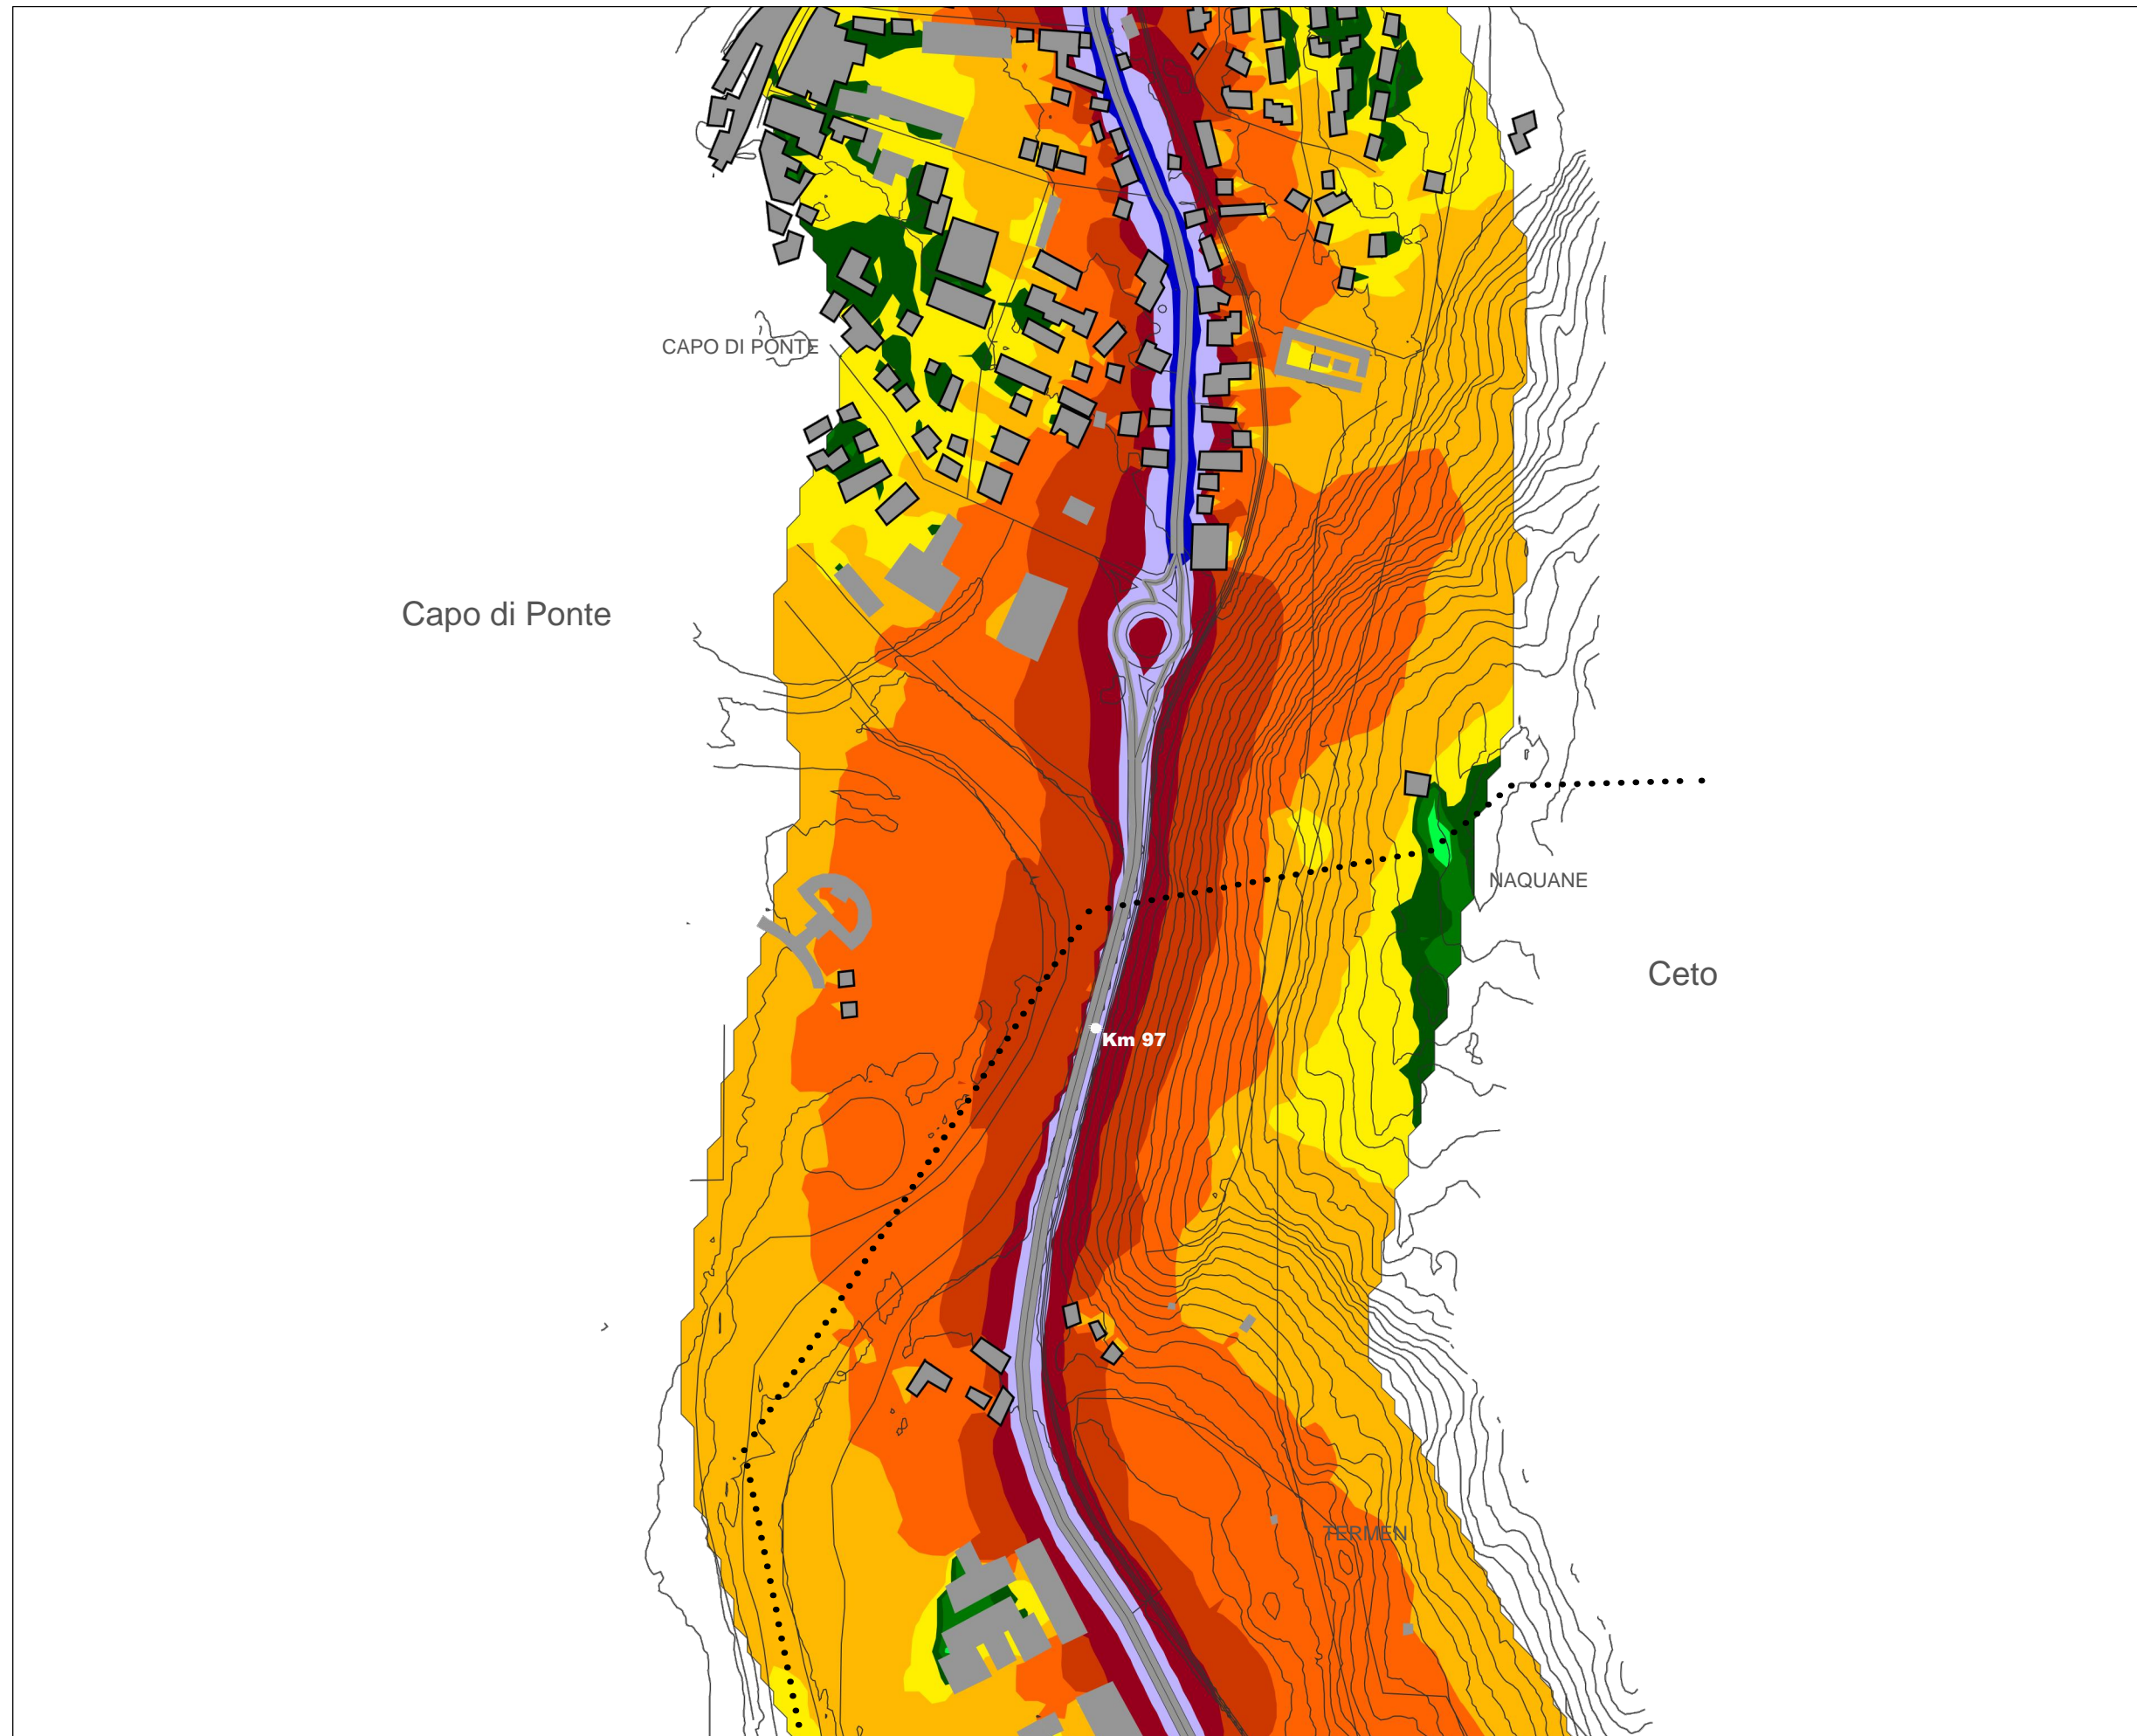 CAPO DI PONTE
Capo di Ponte
NAQUANE
Ceto
Km 97
TERMEN